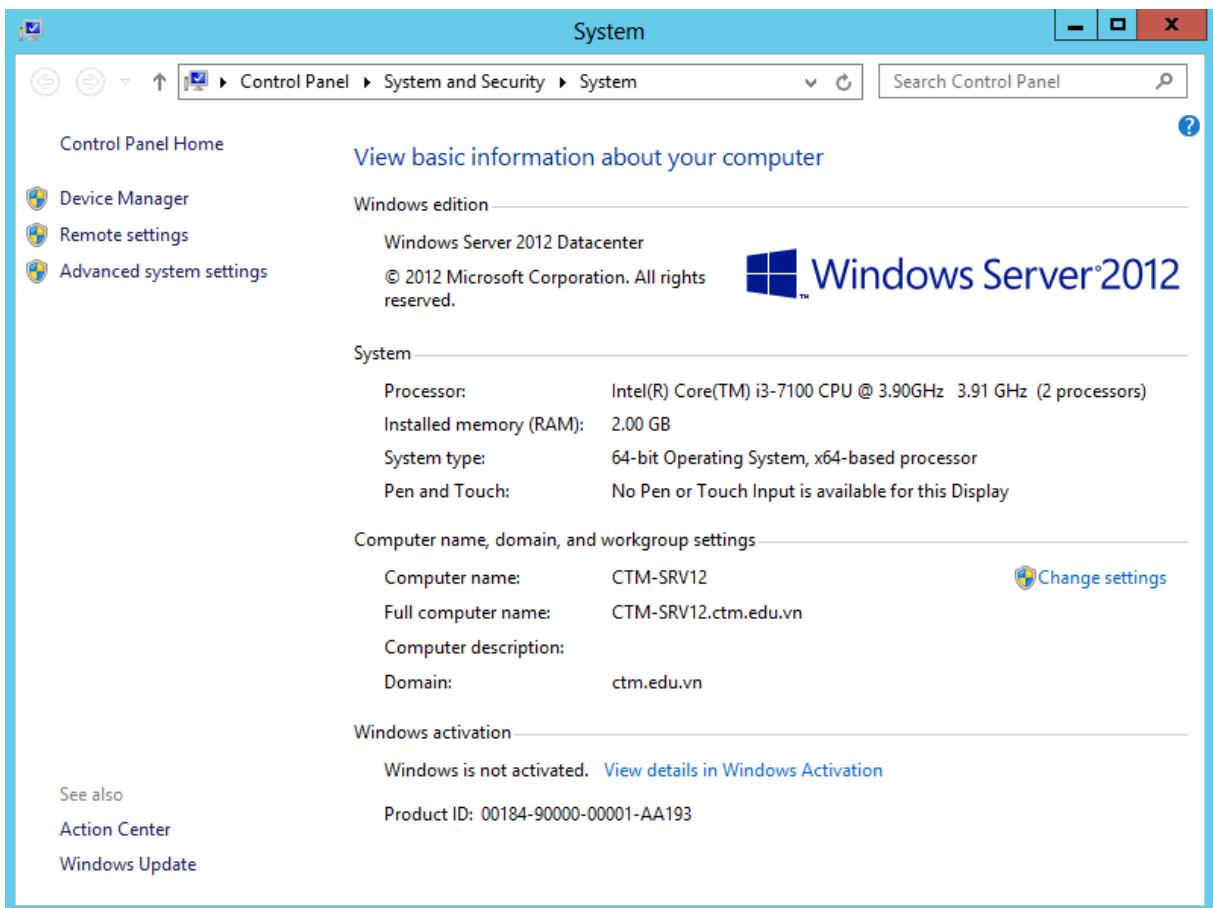 System
Control Panel ▸ System and Security ▸ System
Search Control Panel
Control Panel Home
Device Manager
Remote settings
Advanced system settings
View basic information about your computer
Windows edition
Windows Server 2012 Datacenter
© 2012 Microsoft Corporation. All rights
reserved.
Windows Server 2012
System
Processor: Intel(R) Core(TM) i3-7100 CPU @ 3.90GHz 3.91 GHz (2 processors)
Installed memory (RAM): 2.00 GB
System type: 64-bit Operating System, x64-based processor
Pen and Touch: No Pen or Touch Input is available for this Display
Computer name, domain, and workgroup settings
Computer name: CTM-SRV12
Change settings
Full computer name: CTM-SRV12.ctm.edu.vn
Computer description:
Domain: ctm.edu.vn
Windows activation
Windows is not activated. View details in Windows Activation
Product ID: 00184-90000-00001-AA193
See also
Action Center
Windows Update